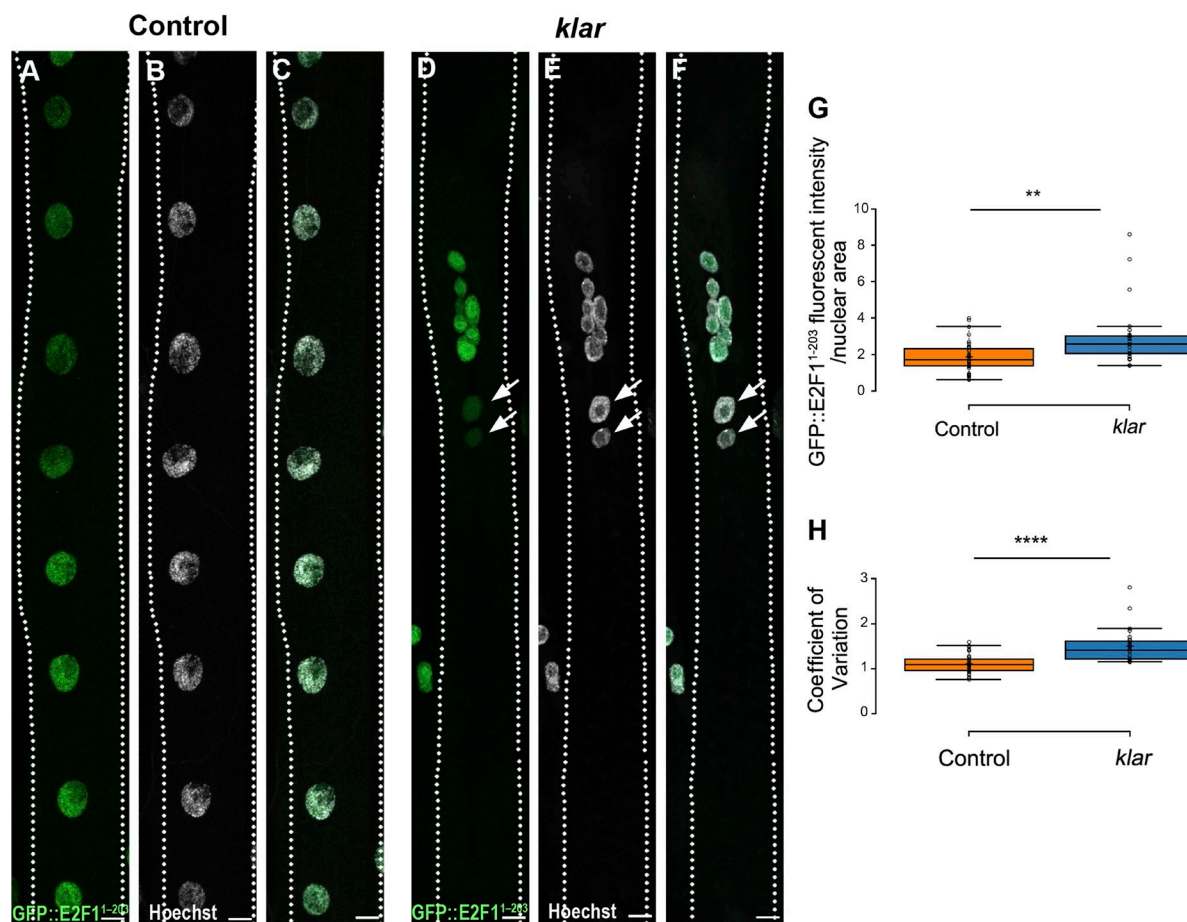 Control
klar
A
B
C
D
E
F
GFP::E2F1¹⁻²⁰³
Hoechst
GFP::E2F1¹⁻²⁰³
Hoechst
G
GFP::E2F1¹⁻²⁰³ fluorescent intensity
/nuclear area
10
8
6
4
2
0
**
Control
klar
H
Coefficient of
Variation
3
2
1
0
****
Control
klar